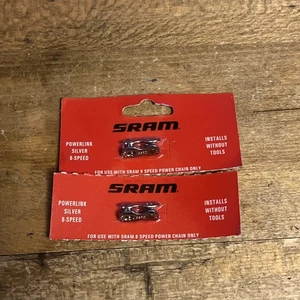 SRAM
POWERLINK
SILVER
8-SPEED
INSTALLS
WITHOUT
TOOLS
FOR USE WITH SRAM 8 SPEED POWER CHAIN ONLY
SRAM
POWERLINK
SILVER
8-SPEED
INSTALLS
WITHOUT
TOOLS
FOR USE WITH SRAM 8 SPEED POWER CHAIN ONLY